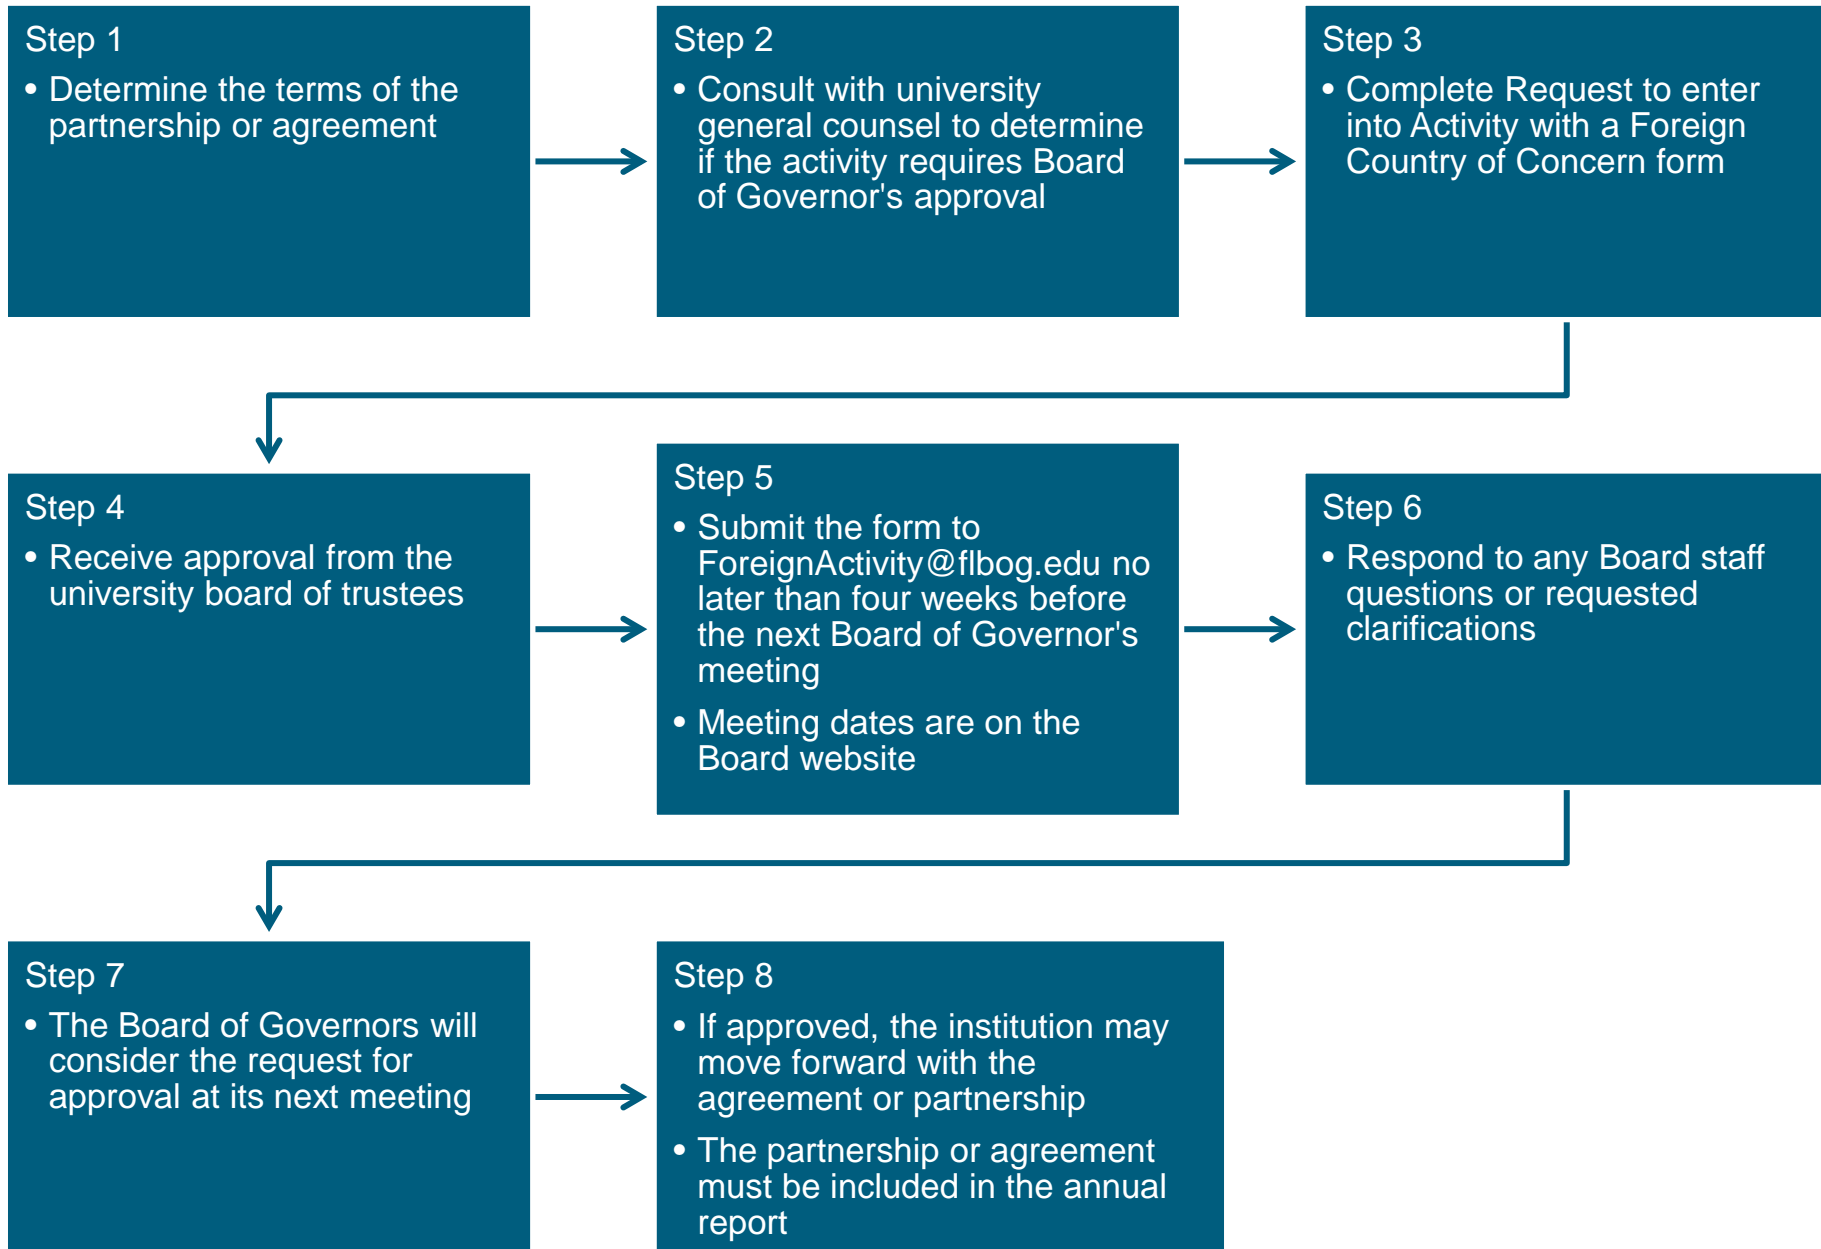 Step 1
• Determine the terms of the
partnership or agreement
Step 2
• Consult with university
general counsel to determine
if the activity requires Board
of Governor's approval
Step 3
• Complete Request to enter
into Activity with a Foreign
Country of Concern form
Step 4
• Receive approval from the
university board of trustees
Step 5
• Submit the form to
ForeignActivity@flbog.edu no
later than four weeks before
the next Board of Governor's
meeting
• Meeting dates are on the
Board website
Step 6
• Respond to any Board staff
questions or requested
clarifications
Step 7
• The Board of Governors will
consider the request for
approval at its next meeting
Step 8
• If approved, the institution may
move forward with the
agreement or partnership
• The partnership or agreement
must be included in the annual
report